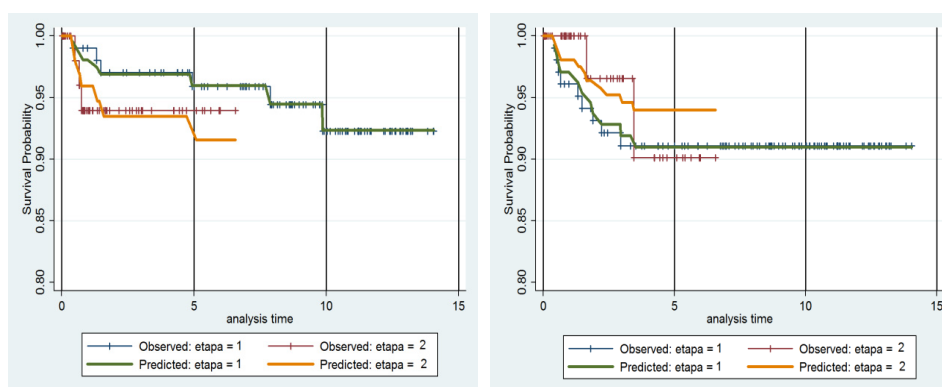 Survival Probability
1.00
0.95
0.90
0.85
0.80
0 5 10 15
analysis time
Observed: etapa = 1 Observed: etapa = 2
Predicted: etapa = 1 Predicted: etapa = 2
Survival Probability
1.00
0.95
0.90
0.85
0.80
0 5 10 15
analysis time
Observed: etapa = 1 Observed: etapa = 2
Predicted: etapa = 1 Predicted: etapa = 2